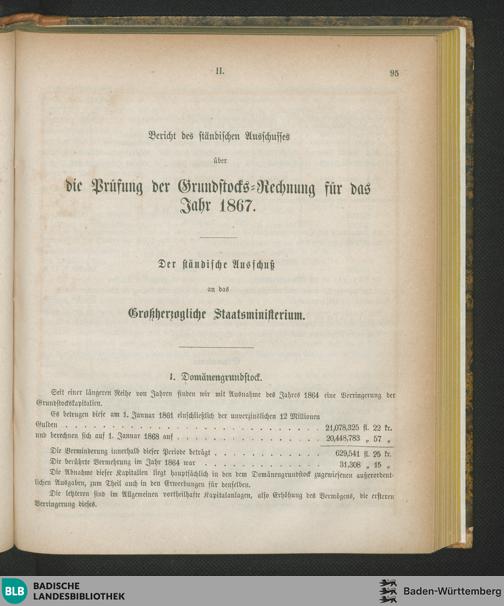 II.
95
Bericht des ständischen Ausschusses
über
die Prüfung der Grundstocks-Rechnung für das
Jahr 1867.
Der ständische Ausschuß
an das
Großherzogliche Staatsministerium.
1. Domänengrundstock.
Seit einer längeren Reihe von Jahren finden wir mit Ausnahme des Jahres 1864 eine Verringerung der
Grundstockskapitalien.
Es betrugen diese am 1. Januar 1861 einschließlich der unverzinslichen 12 Millionen
Gulden . . . 21,078,325 fl. 22 kr.
und berechnen sich auf 1. Januar 1868 auf . . . 20,448,783 „ 57 „
Die Verminderung innerhalb dieser Periode beträgt . . . 629,541 fl. 25 kr.
Die berührte Vermehrung im Jahr 1864 war . . . 31,308 „ 15 „
Die Abnahme dieser Kapitalien liegt hauptsächlich in den dem Domänengrundstock zugewiesenen außerordent-
lichen Ausgaben, zum Theil auch in den Erwerbungen für denselben.
Die letzteren sind im Allgemeinen vortheilhafte Kapitalanlagen, also Erhöhung des Vermögens, die ersteren
Verringerung dieses.
BLB
BADISCHE
LANDESBIBLIOTHEK
Baden-Württemberg